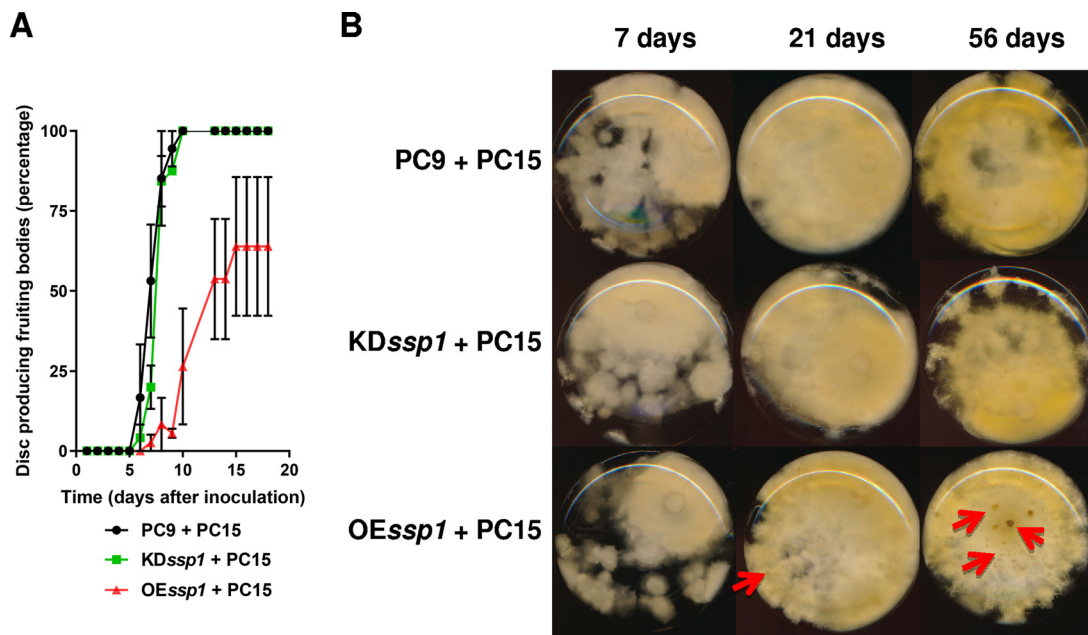 A
Disc producing fruiting bodies (percentage)
100
75
50
25
0
0 5 10 15 20
Time (days after inoculation)
PC9 + PC15
KDssp1 + PC15
OEssp1 + PC15
B
7 days 21 days 56 days
PC9 + PC15
KDssp1 + PC15
OEssp1 + PC15